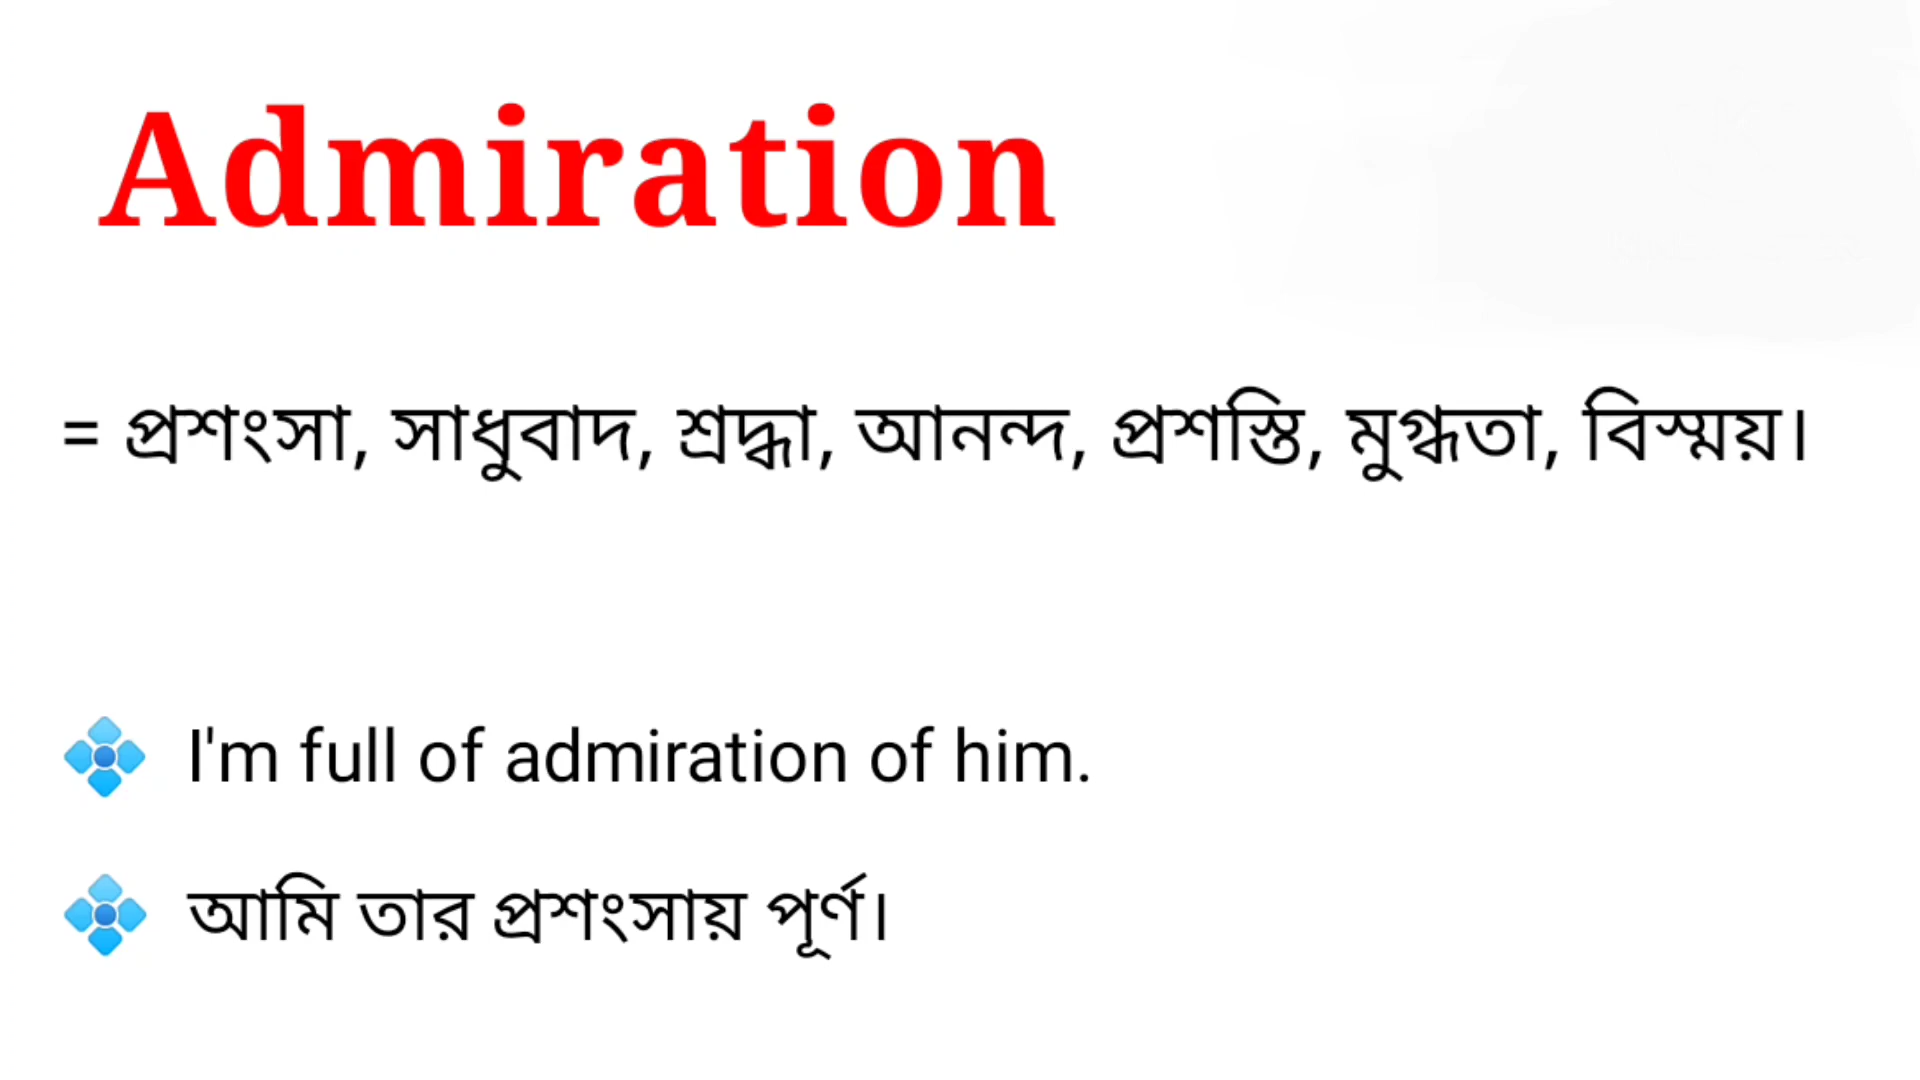 Admiration
= প্রশংসা, সাধুবাদ, শ্রদ্ধা, আনন্দ, প্রশস্তি, মুগ্ধতা, বিস্ময়।
I'm full of admiration of him.
আমি তার প্রশংসায় পূর্ণ।